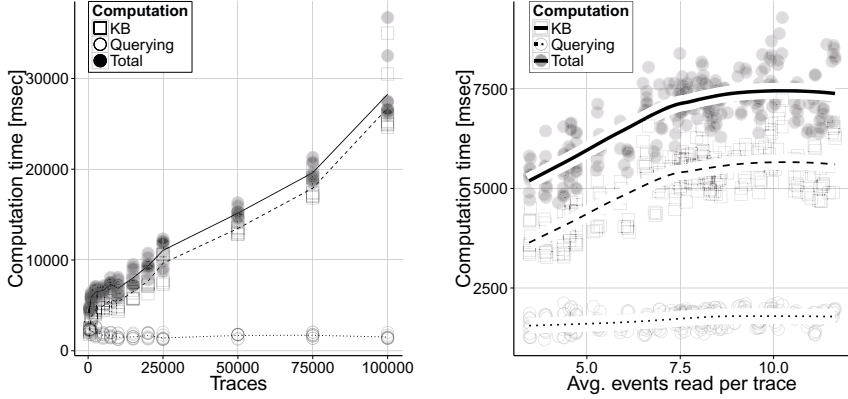 Computation
KB
Querying
Total
Computation time [msec]
30000
20000
10000
0
0
25000
50000
75000
100000
Traces
Computation
KB
Querying
Total
Computation time [msec]
7500
5000
2500
5.0
7.5
10.0
Avg. events read per trace